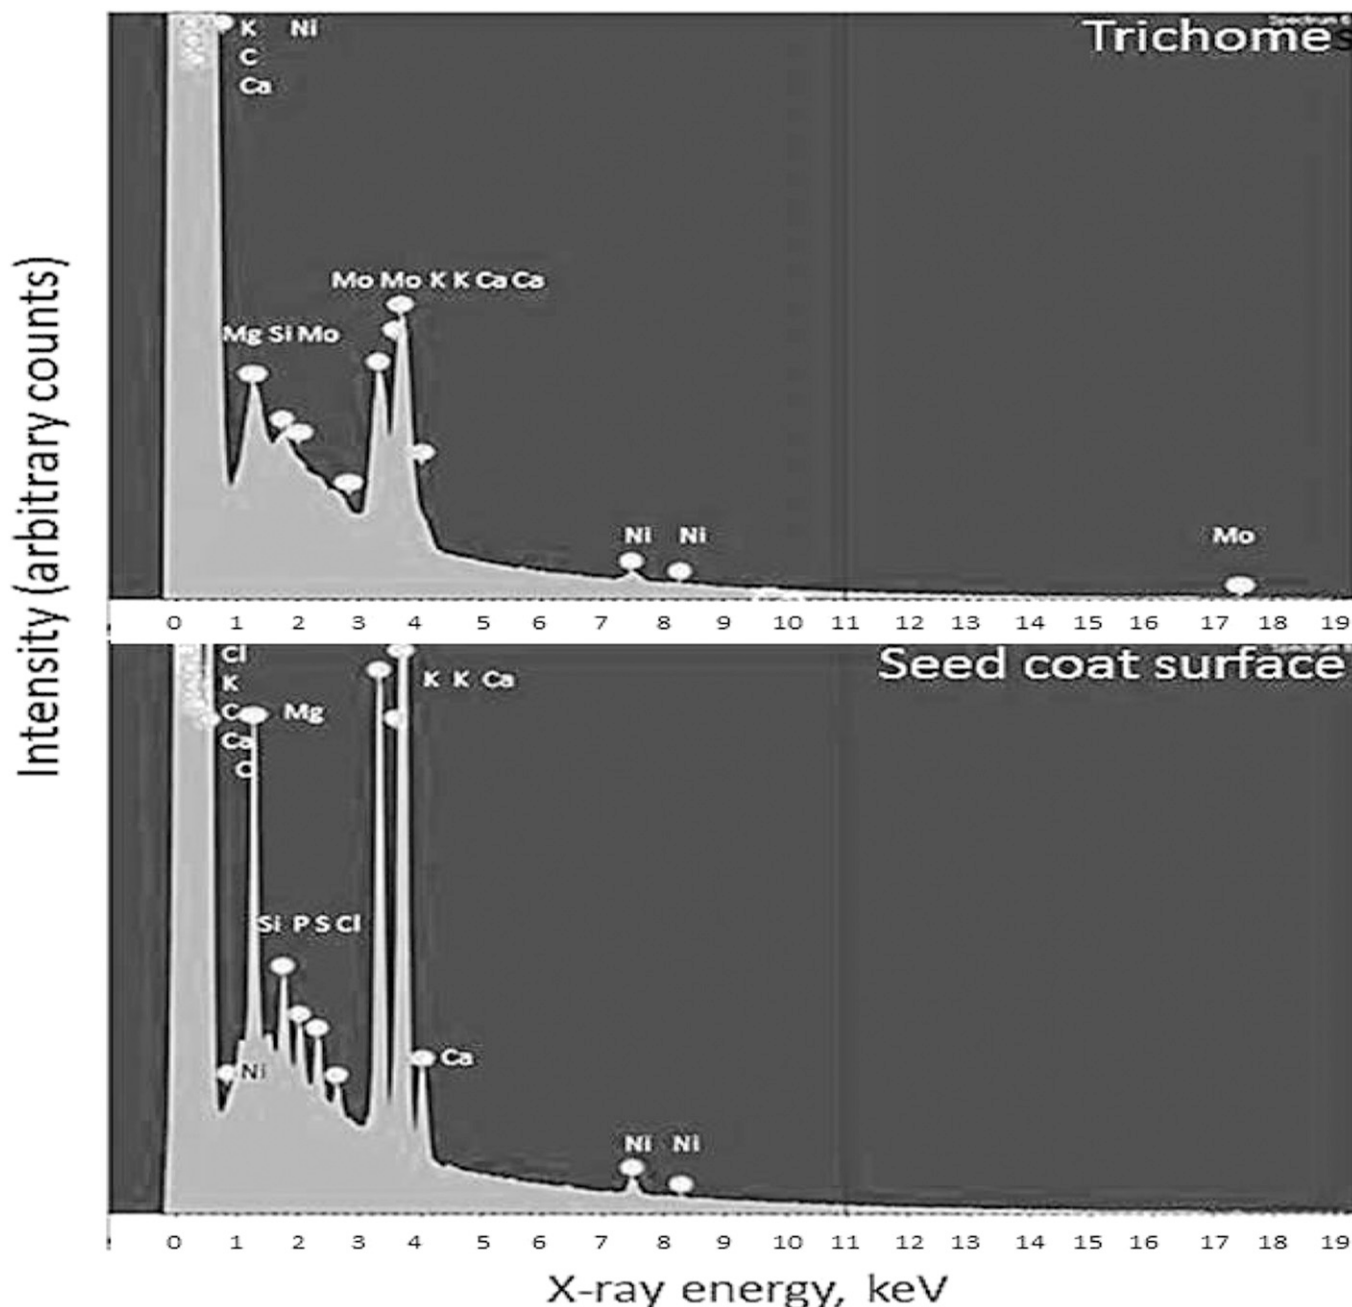 Spectrum 6
Trichomes
K Ni
C
Ca
Mo Mo K K Ca Ca
Mg Si Mo
Ni Ni
Mo
0 1 2 3 4 5 6 7 8 9 10 11 12 13 14 15 16 17 18 19
Intensity (arbitrary counts)
Seed coat surface
Cl
K
C
Ca
O
Mg
K K Ca
Si P S Cl
Ni
Ca
Ni Ni
0 1 2 3 4 5 6 7 8 9 10 11 12 13 14 15 16 17 18 19
X-ray energy, keV